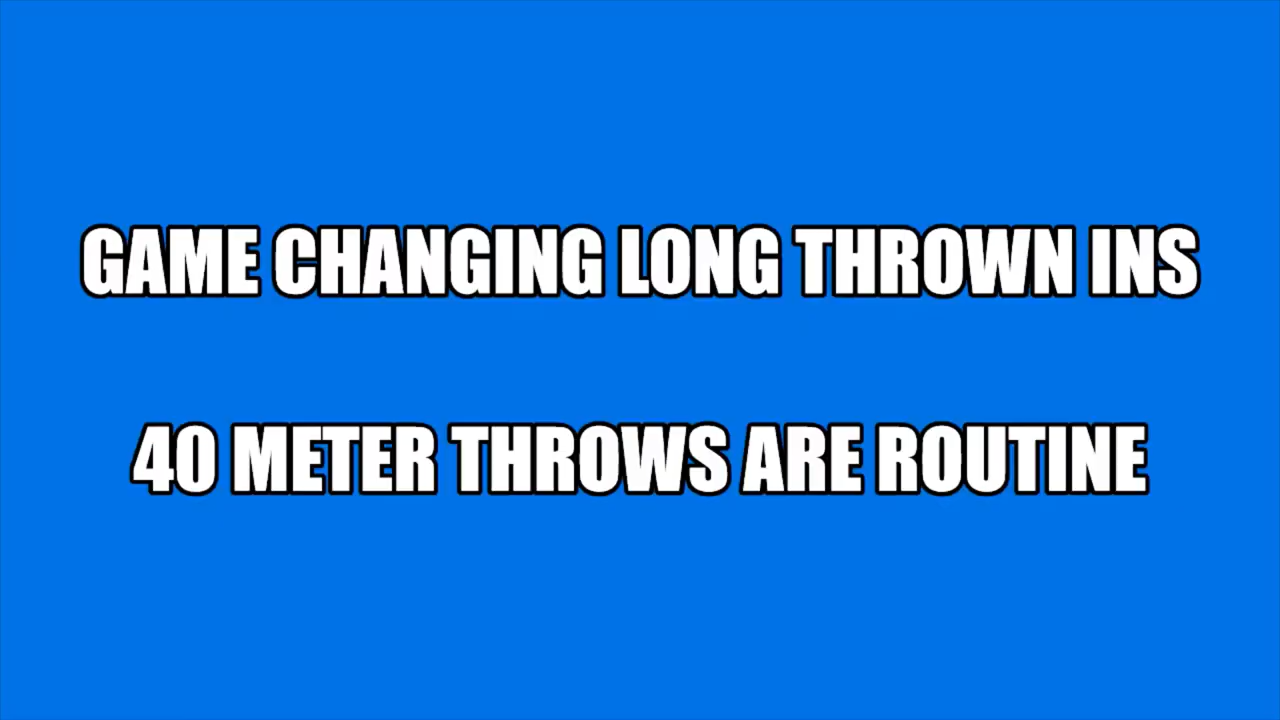 GAME CHANGING LONG THROWN INS
40 METER THROWS ARE ROUTINE